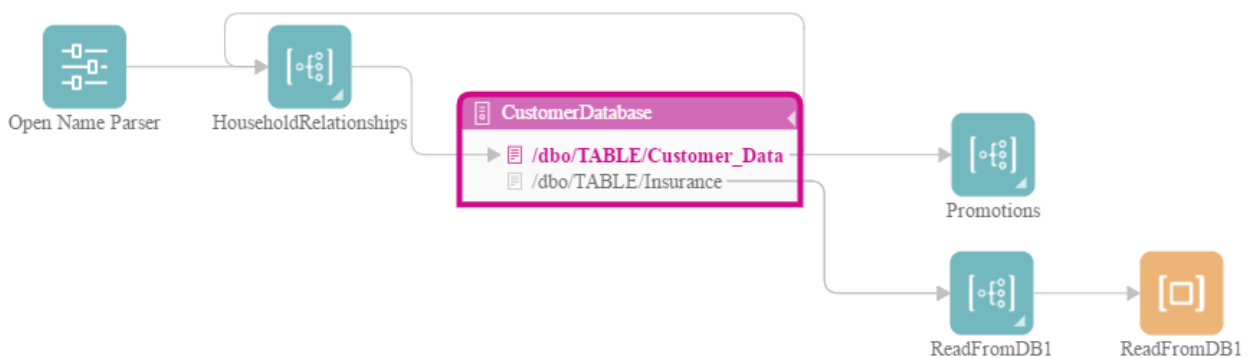 Open Name Parser
HouseholdRelationships
CustomerDatabase
/dbo/TABLE/Customer_Data
/dbo/TABLE/Insurance
Promotions
ReadFromDB1
ReadFromDB1